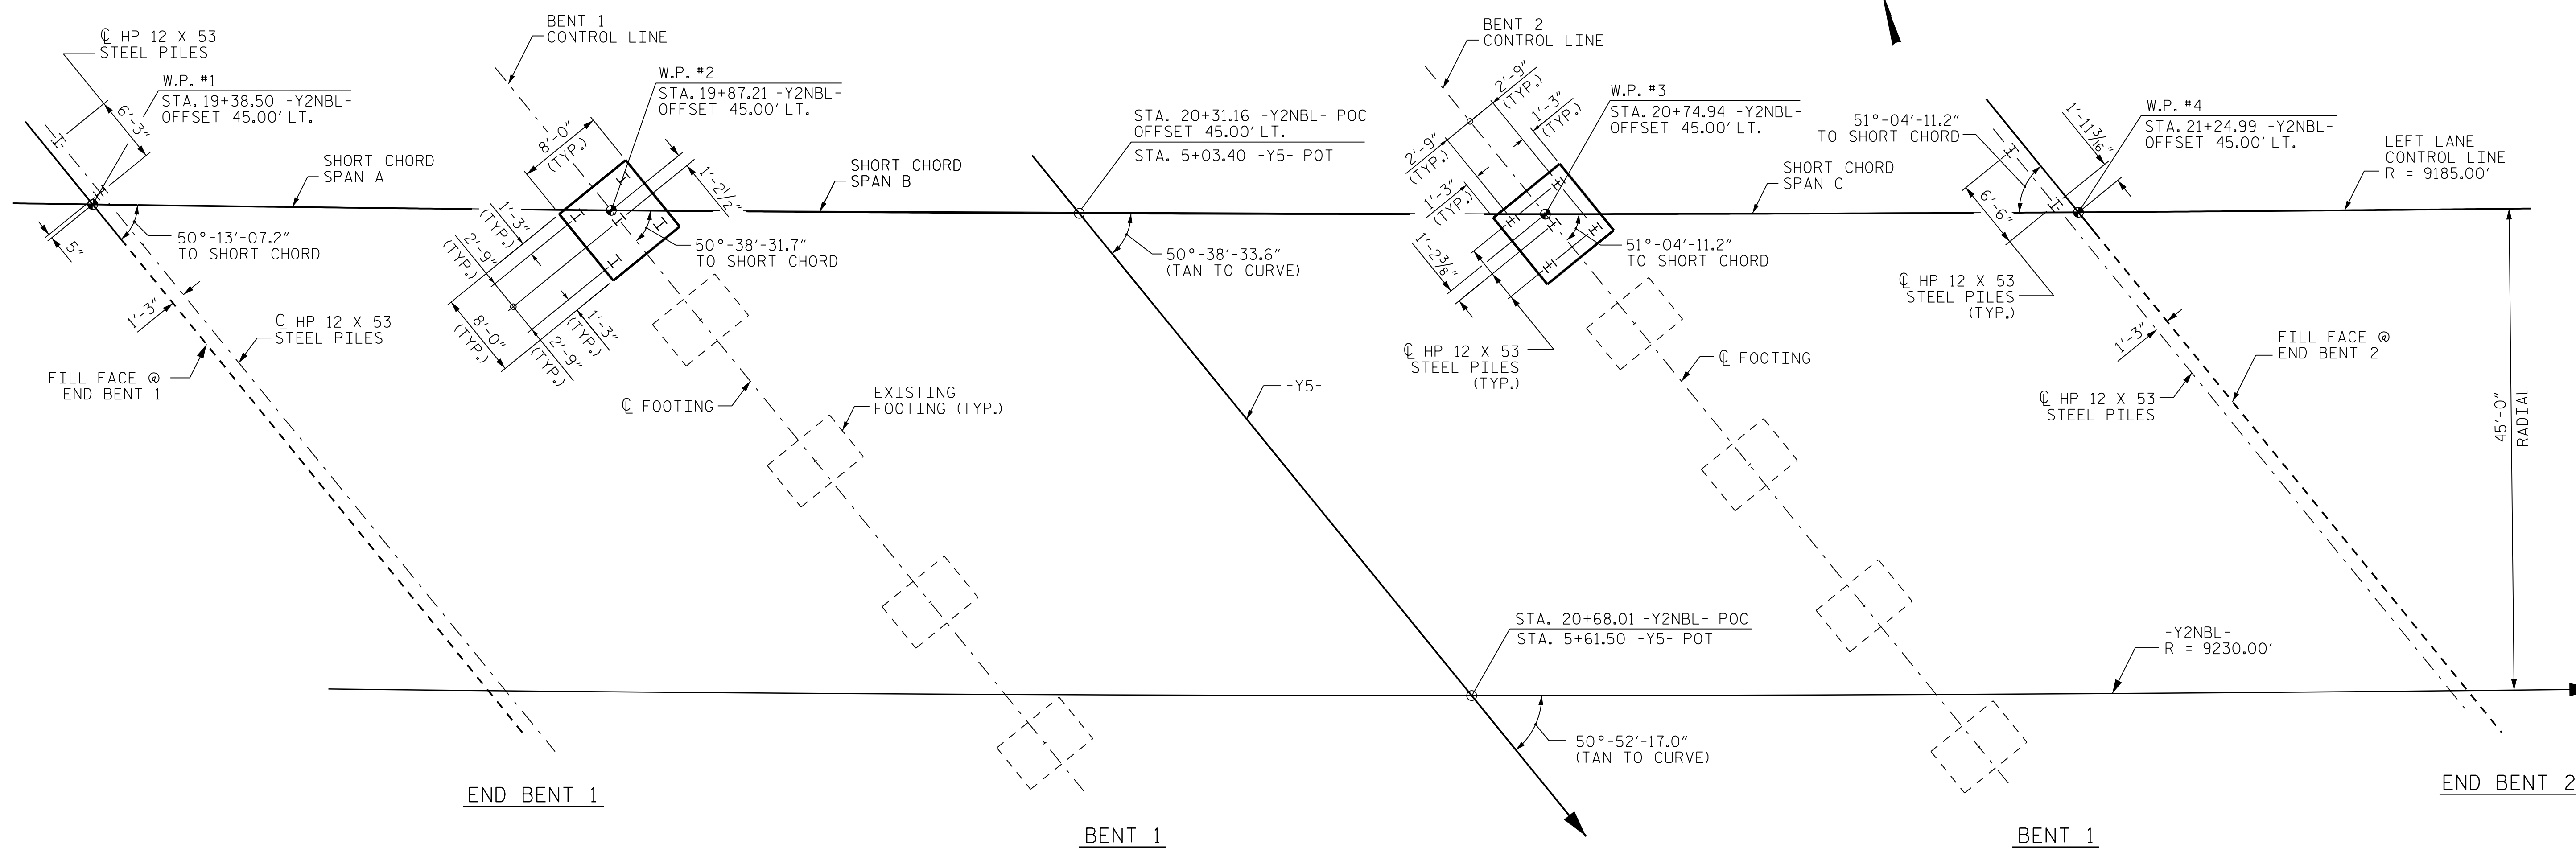 ℄ HP 12 X 53
STEEL PILES
W.P. #1
STA. 19+38.50 -Y2NBL-
OFFSET 45.00' LT.
6'-3"
SHORT CHORD
SPAN A
5"
50°-13'-07.2"
TO SHORT CHORD
1'-3"
℄ HP 12 X 53
STEEL PILES
FILL FACE @
END BENT 1
END BENT 1
BENT 1
CONTROL LINE
W.P. #2
STA. 19+87.21 -Y2NBL-
OFFSET 45.00' LT.
8'-0"
(TYP.)
1'-2 1/2"
1'-3"
(TYP.)
2'-9"
(TYP.)
8'-0"
(TYP.)
1'-3"
(TYP.)
2'-9"
(TYP.)
50°-38'-31.7"
TO SHORT CHORD
SHORT CHORD
SPAN B
℄ FOOTING
EXISTING
FOOTING (TYP.)
BENT 1
STA. 20+31.16 -Y2NBL- POC
OFFSET 45.00' LT.
STA. 5+03.40 -Y5- POT
50°-38'-33.6"
(TAN TO CURVE)
-Y5-
BENT 2
CONTROL LINE
2'-9"
(TYP.)
1'-3"
(TYP.)
2'-9"
(TYP.)
1'-3"
(TYP.)
1'-2 3/8"
W.P. #3
STA. 20+74.94 -Y2NBL-
OFFSET 45.00' LT.
51°-04'-11.2"
TO SHORT CHORD
℄ HP 12 X 53
STEEL PILES
(TYP.)
℄ FOOTING
SHORT CHORD
SPAN C
STA. 20+68.01 -Y2NBL- POC
STA. 5+61.50 -Y5- POT
50°-52'-17.0"
(TAN TO CURVE)
BENT 1
51°-04'-11.2"
TO SHORT CHORD
1'-11 3/16"
W.P. #4
STA. 21+24.99 -Y2NBL-
OFFSET 45.00' LT.
LEFT LANE
CONTROL LINE
R = 9185.00'
6'-6"
℄ HP 12 X 53
STEEL PILES
(TYP.)
1'-3"
FILL FACE @
END BENT 2
℄ HP 12 X 53
STEEL PILES
45'-0"
RADIAL
-Y2NBL-
R = 9230.00'
END BENT 2